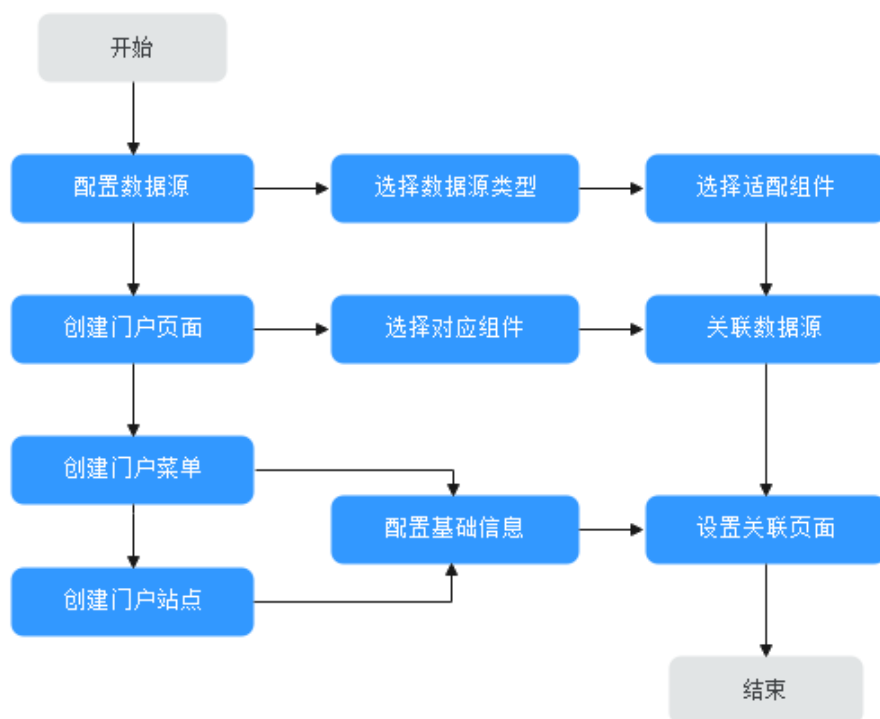 开始
配置数据源
选择数据源类型
选择适配组件
创建门户页面
选择对应组件
关联数据源
创建门户菜单
配置基础信息
设置关联页面
创建门户站点
结束